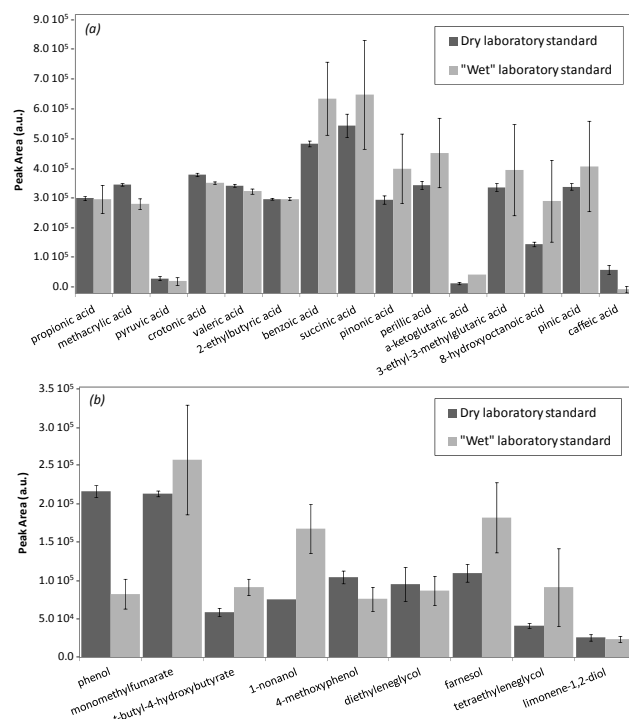 (a)
Dry laboratory standard
"Wet" laboratory standard
Peak Area (a.u.)
9.0 10⁵
8.0 10⁵
7.0 10⁵
6.0 10⁵
5.0 10⁵
4.0 10⁵
3.0 10⁵
2.0 10⁵
1.0 10⁵
0.0
propionic acid
methacrylic acid
pyruvic acid
crotonic acid
valeric acid
2-ethylbutyric acid
benzoic acid
succinic acid
pinonic acid
perillic acid
a-ketoglutaric acid
3-ethyl-3-methylglutaric acid
8-hydroxyoctanoic acid
pinic acid
caffeic acid
(b)
Dry laboratory standard
"Wet" laboratory standard
Peak Area (a.u.)
3.5 10⁵
3.0 10⁵
2.5 10⁵
2.0 10⁵
1.5 10⁵
1.0 10⁵
5.0 10⁴
0.0
phenol
monomethylfumarate
t-butyl-4-hydroxybutyrate
1-nonanol
4-methoxyphenol
diethyleneglycol
farnesol
tetraethyleneglycol
limonene-1,2-diol